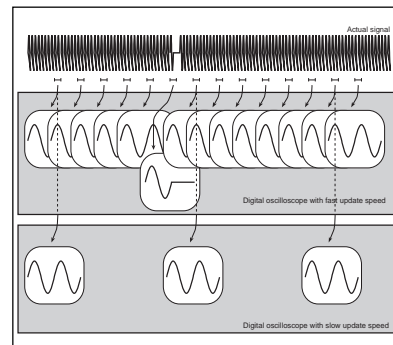 Actual signal
Digital oscilloscope with fast update speed
Digital oscilloscope with slow update speed